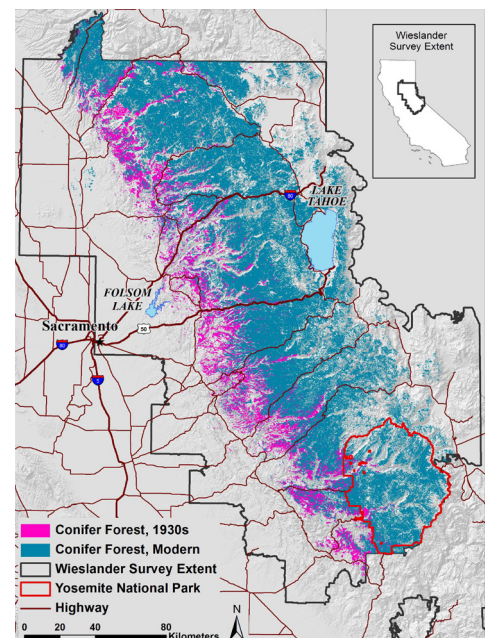 Wieslander
Survey Extent
80
LAKE
TAHOE
FOLSOM
LAKE
50
Sacramento
80
5
Conifer Forest, 1930s
Conifer Forest, Modern
Wieslander Survey Extent
Yosemite National Park
Highway
0 20 40 80
Kilometers
N